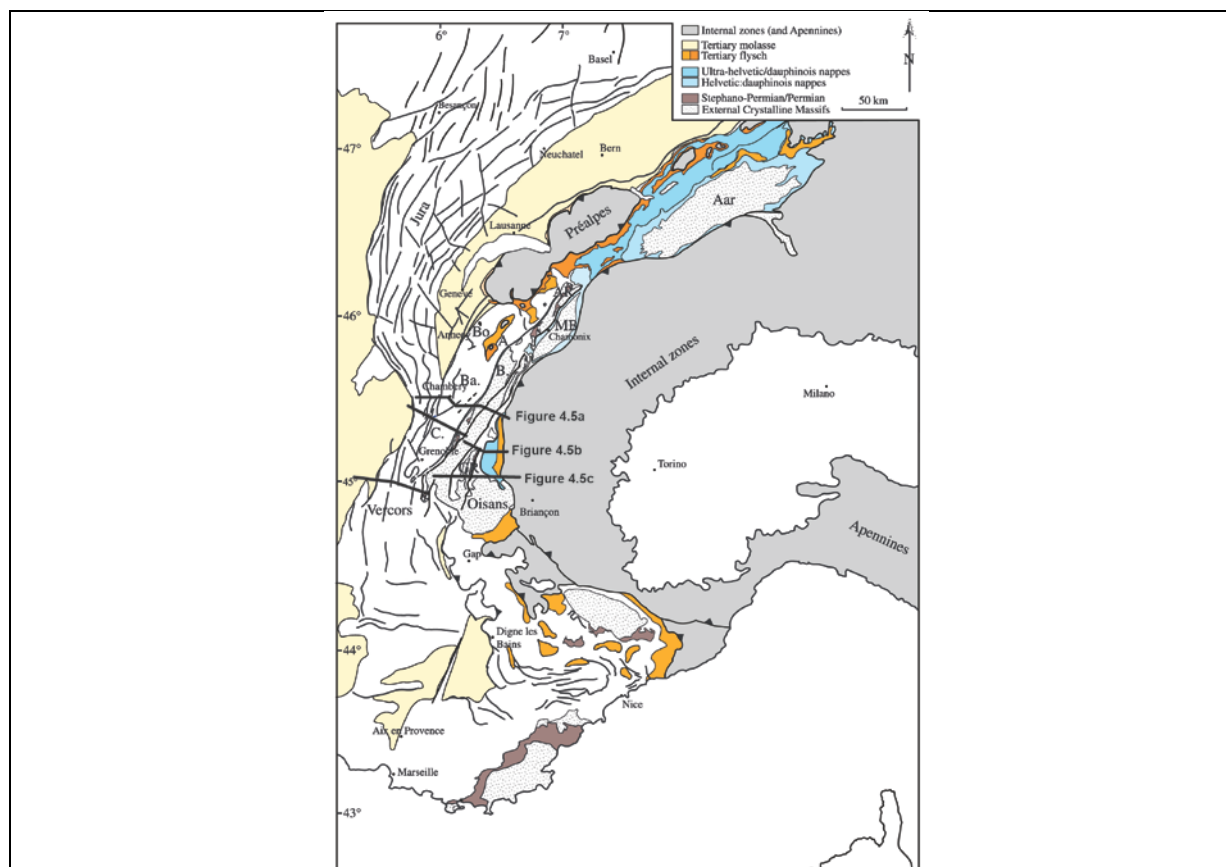 6°
7°
Internal zones (and Apennines)
Tertiary molasse
Tertiary flysch
Ultra-helvetic/dauphinois nappes
Helvetic:dauphinois nappes
Stephano-Permian/Permian
External Crystalline Massifs
N
50 km
Basel
Besançon
47°
Neuchatel
Bern
Jura
Aar
Lausanne
Préalpes
Genève
46°
AR
Bo
MB
Chamonix
A
B.
Ba.
Internal zones
Chambéry
Milano
Figure 4.5a
C.
Grenoble
Figure 4.5b
Torino
Figure 4.5c
45°
Vercors
Oisans
Briançon
Apennines
Gap
Digne les
Bains
44°
Nice
Aix en Provence
Marseille
43°